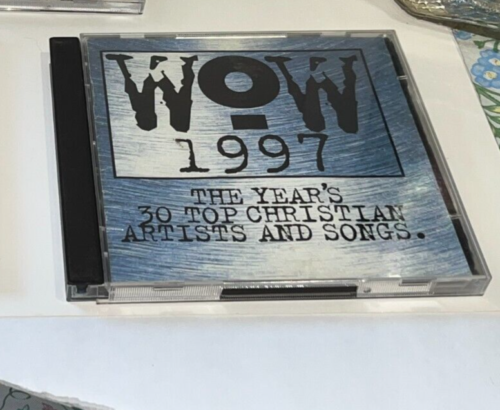 WOW
1997
THE YEAR'S
30 TOP CHRISTIAN
ARTISTS AND SONGS.